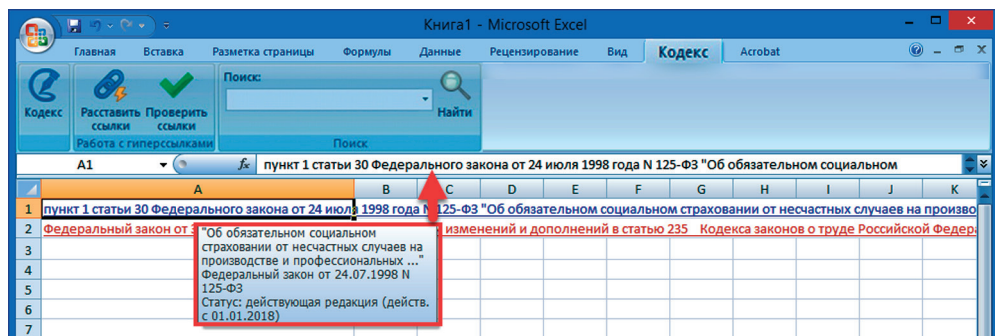 Книга1 - Microsoft Excel
Главная Вставка Разметка страницы Формулы Данные Рецензирование Вид Кодекс Acrobat
Кодекс
Расставить ссылки
Проверить ссылки
Работа с гиперссылками
Поиск:
Найти
Поиск
A1 fx пункт 1 статьи 30 Федерального закона от 24 июля 1998 года N 125-ФЗ "Об обязательном социальном
A B C D E F G H I J K
1 пункт 1 статьи 30 Федерального закона от 24 июля 1998 года N 125-ФЗ "Об обязательном социальном страховании от несчастных случаев на произво
2 Федеральный закон от изменений и дополнений в статью 235 Кодекса законов о труде Российской Федер
"Об обязательном социальном
страховании от несчастных случаев на
производстве и профессиональных ..."
Федеральный закон от 24.07.1998 N
125-ФЗ
Статус: действующая редакция (действ.
с 01.01.2018)
3
4
5
6
7